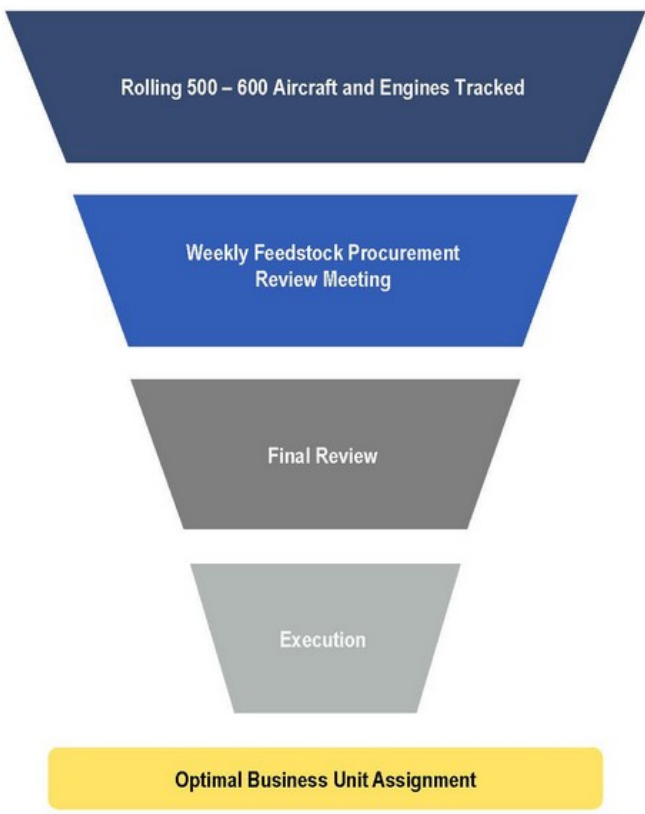 Rolling 500 – 600 Aircraft and Engines Tracked
Weekly Feedstock Procurement
Review Meeting
Final Review
Execution
Optimal Business Unit Assignment